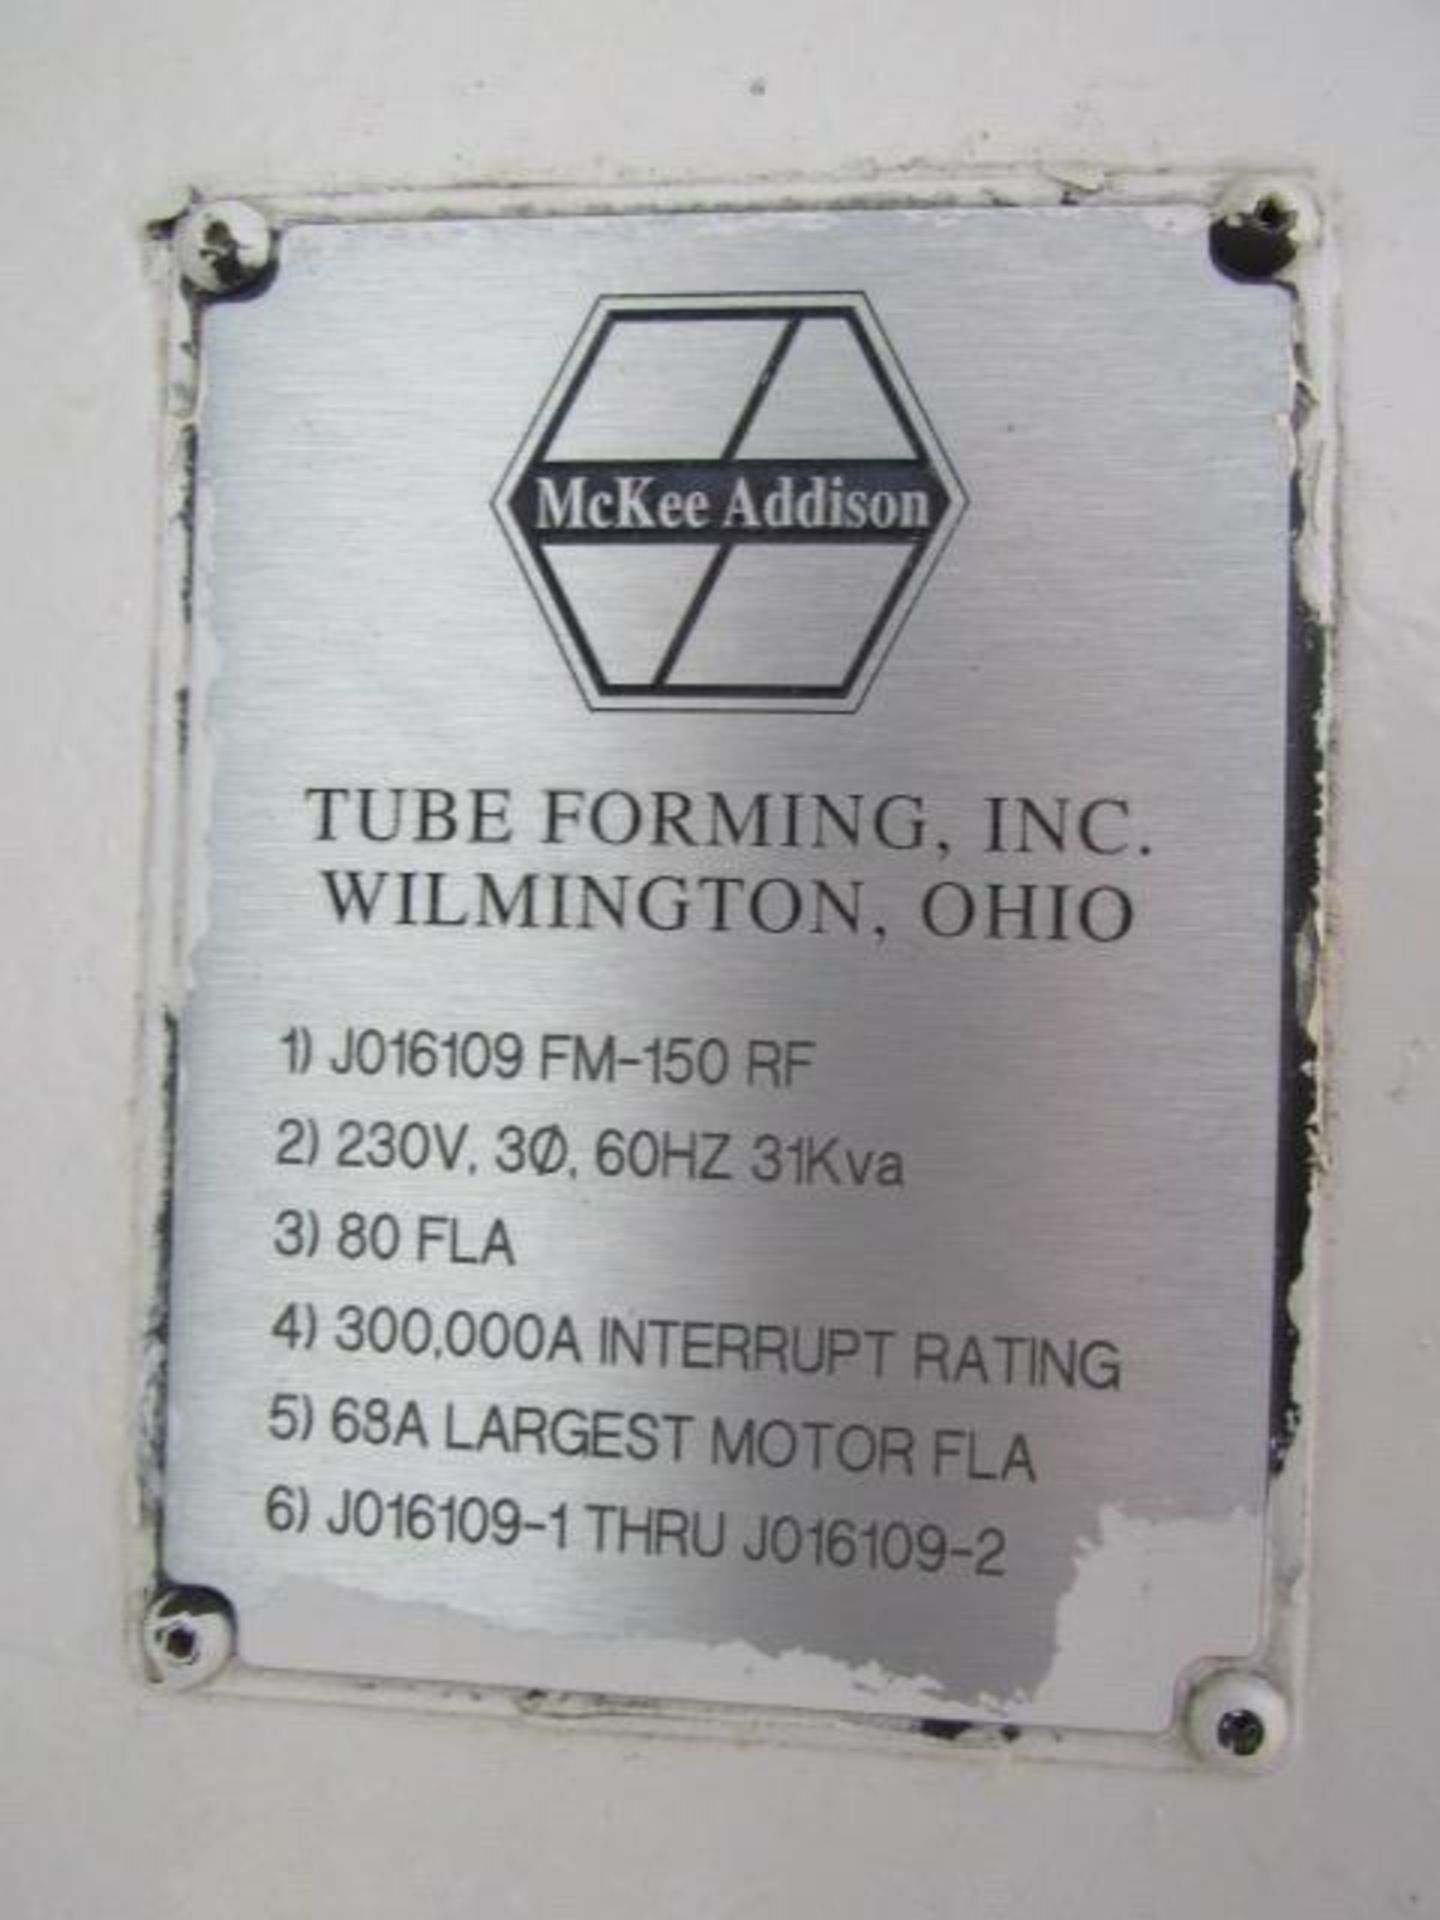 McKee Addison
TUBE FORMING, INC.
WILMINGTON, OHIO
1) J016109 FM-150 RF
2) 230V, 3Ø, 60HZ 31Kva
3) 80 FLA
4) 300,000A INTERRUPT RATING
5) 68A LARGEST MOTOR FLA
6) J016109-1 THRU J016109-2